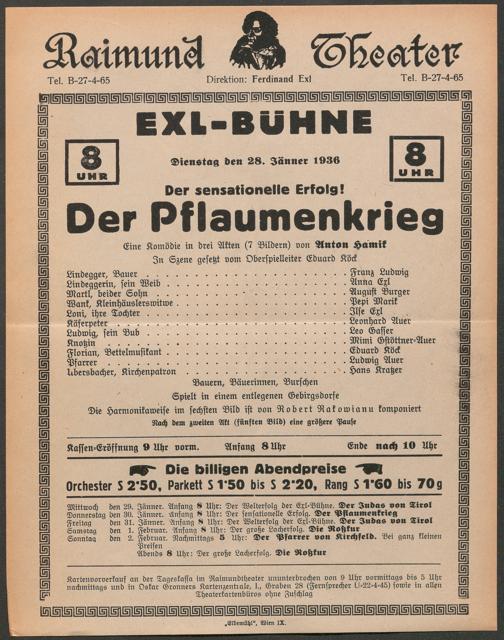 Raimund Theater
Tel. B-27-4-65 Direktion: Ferdinand Exl Tel. B-27-4-65
EXL-BÜHNE
8 UHR Dienstag den 28. Jänner 1936 8 UHR
Der sensationelle Erfolg!
Der Pflaumenkrieg
Eine Komödie in drei Akten (7 Bildern) von Anton Hamik
In Szene gesetzt vom Oberspielleiter Eduard Köck
Lindegger, Bauer Franz Ludwig
Lindeggerin, sein Weib Anna Exl
Martl, beider Sohn August Burger
Wank, Kleinhäuslerswitwe Pepi Marik
Loni, ihre Tochter Ilse Exl
Käserpeter Leonhard Auer
Ludwig, sein Bub Leo Gasser
Knotzin Mimi Gstöttner-Auer
Florian, Bettelmusikant Eduard Köck
Pfarrer Ludwig Auer
Übersbacher, Kirchenpatron Hans Kratzer
Bauern, Bäuerinnen, Burschen
Spielt in einem entlegenen Gebirgsdorfe
Die Harmonikaweise im sechsten Bild ist von Robert Rakowianu komponiert
Nach dem zweiten Akt (fünften Bild) eine größere Pause
Kassen-Eröffnung 9 Uhr vorm. Anfang 8 Uhr Ende nach 10 Uhr
Die billigen Abendpreise
Orchester S 2·50, Parkett S 1·50 bis S 2·20, Rang S 1·60 bis 70 g
Mittwoch den 29. Jänner. Anfang 8 Uhr: Der Welterfolg der Exl-Bühne. Der Judas von Tirol
Donnerstag den 30. Jänner. Anfang 8 Uhr: Der sensationelle Erfolg. Der Pflaumenkrieg
Freitag den 31. Jänner. Anfang 8 Uhr: Der Welterfolg der Exl-Bühne. Der Judas von Tirol
Samstag den 1. Februar. Anfang 8 Uhr: Der große Lacherfolg. Die Roßkur
Sonntag den 2. Februar. Nachmittags 5 Uhr: Der Pfarrer von Kirchfeld. Bei ganz kleinen
Preisen
Abends 8 Uhr: Der große Lacherfolg. Die Roßkur
Kartenvorverkauf an der Tageskassa im Raimundtheater ununterbrochen von 9 Uhr vormittags bis 5 Uhr
nachmittags und in Oskar Gronners Kartenzentrale, I., Graben 28 (Fernsprecher U-22-4-45) sowie in allen
Theaterkartenbüros ohne Zuschlag
„Elbemühl“, Wien IX.